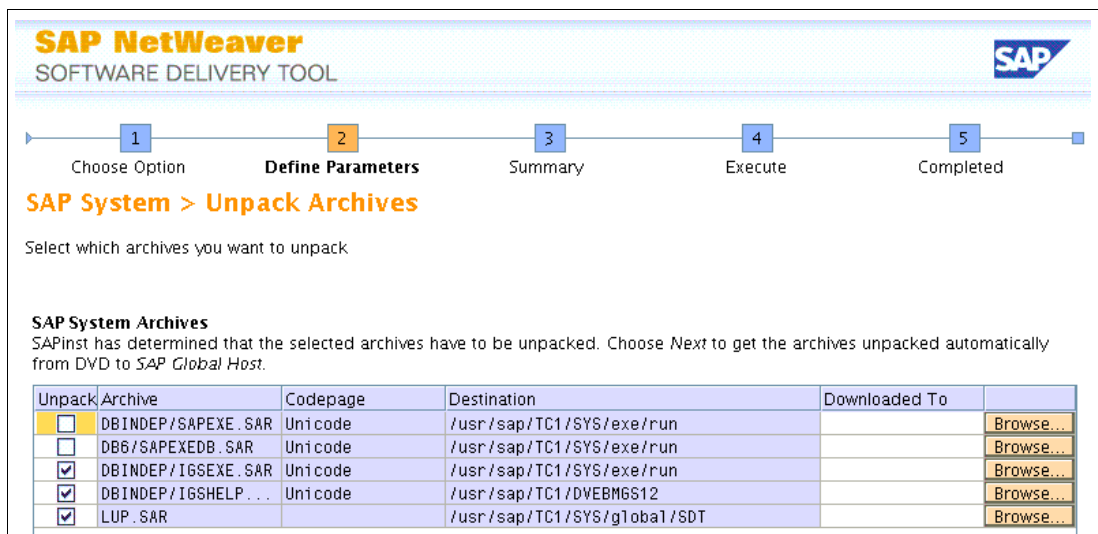 SAP NetWeaver
SOFTWARE DELIVERY TOOL
SAP
1 2 3 4 5
Choose Option Define Parameters Summary Execute Completed
SAP System > Unpack Archives
Select which archives you want to unpack
SAP System Archives
SAPinst has determined that the selected archives have to be unpacked. Choose Next to get the archives unpacked automatically
from DVD to SAP Global Host.
Unpack Archive Codepage Destination Downloaded To
DBINDEP/SAPEXE.SAR Unicode /usr/sap/TC1/SYS/exe/run Browse...
DB6/SAPEXEDB.SAR Unicode /usr/sap/TC1/SYS/exe/run Browse...
DBINDEP/IGSEXE.SAR Unicode /usr/sap/TC1/SYS/exe/run Browse...
DBINDEP/IGSHELP... Unicode /usr/sap/TC1/DVEBMGS12 Browse...
LUP.SAR /usr/sap/TC1/SYS/global/SDT Browse...